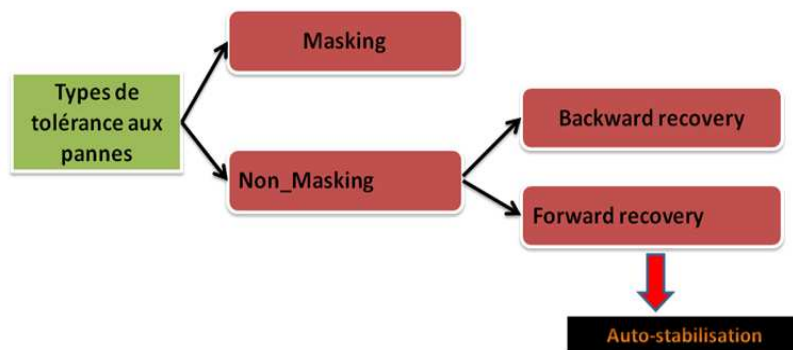 Masking
Types de
tolérance aux
pannes
Non_Masking
Backward recovery
Forward recovery
Auto-stabilisation